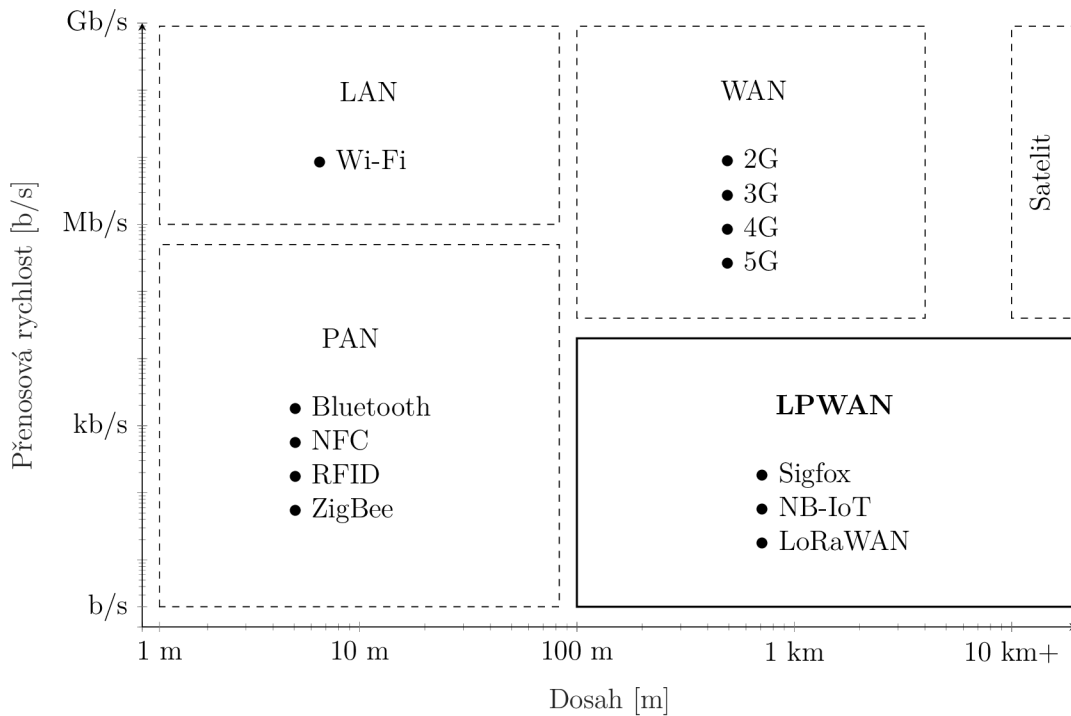 Gb/s
Mb/s
kb/s
b/s
Přenosová rychlost [b/s]
LAN
• Wi-Fi
WAN
• 2G
• 3G
• 4G
• 5G
Satelit
PAN
• Bluetooth
• NFC
• RFID
• ZigBee
LPWAN
• Sigfox
• NB-IoT
• LoRaWAN
1 m
10 m
100 m
1 km
10 km+
Dosah [m]